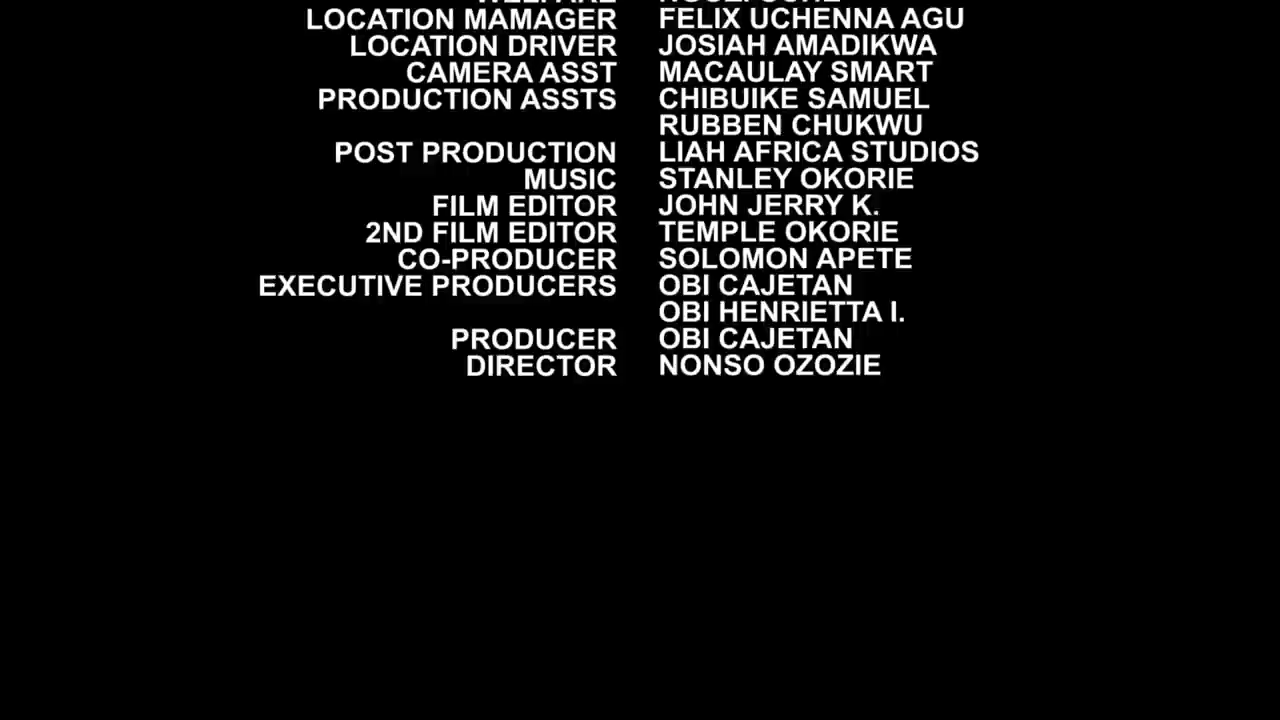 LOCATION MAMAGER FELIX UCHENNA AGU
LOCATION DRIVER JOSIAH AMADIKWA
CAMERA ASST MACAULAY SMART
PRODUCTION ASSTS CHIBUIKE SAMUEL
RUBBEN CHUKWU
POST PRODUCTION LIAH AFRICA STUDIOS
MUSIC STANLEY OKORIE
FILM EDITOR JOHN JERRY K.
2ND FILM EDITOR TEMPLE OKORIE
CO-PRODUCER SOLOMON APETE
EXECUTIVE PRODUCERS OBI CAJETAN
OBI HENRIETTA I.
PRODUCER OBI CAJETAN
DIRECTOR NONSO OZOZIE